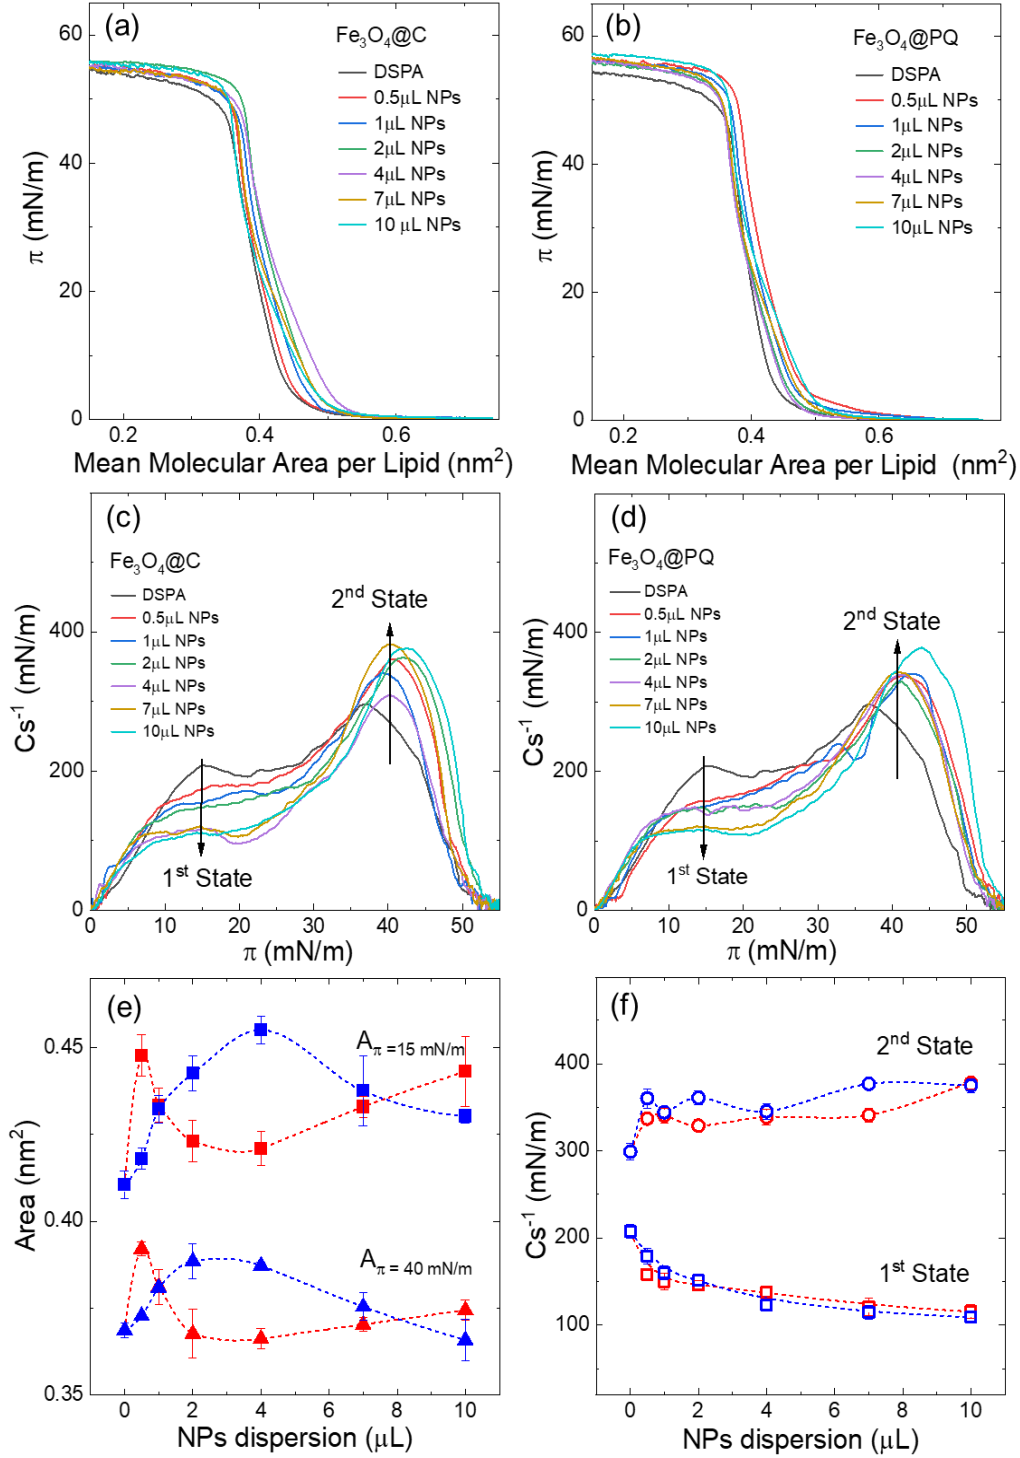 (a)
Fe₃O₄@C
DSPA
0.5μL NPs
1μL NPs
2μL NPs
4μL NPs
7μL NPs
10 μL NPs
60
40
20
0
π (mN/m)
0.2
0.4
0.6
Mean Molecular Area per Lipid (nm²)
(b)
Fe₃O₄@PQ
DSPA
0.5μL NPs
1μL NPs
2μL NPs
4μL NPs
7μL NPs
10μL NPs
60
40
20
0
π (mN/m)
0.2
0.4
0.6
Mean Molecular Area per Lipid (nm²)
(c)
Fe₃O₄@C
DSPA
0.5μL NPs
1μL NPs
2μL NPs
4μL NPs
7μL NPs
10μL NPs
2nd State
1st State
400
200
0
Cs⁻¹ (mN/m)
0
10
20
30
40
50
π (mN/m)
(d)
Fe₃O₄@PQ
DSPA
0.5μL NPs
1μL NPs
2μL NPs
4μL NPs
7μL NPs
10μL NPs
2nd State
1st State
400
200
0
Cs⁻¹ (mN/m)
0
10
20
30
40
50
π (mN/m)
(e)
A π = 15 mN/m
A π = 40 mN/m
0.45
0.40
0.35
Area (nm²)
0
2
4
6
8
10
NPs dispersion (μL)
(f)
2nd State
1st State
400
300
200
100
Cs⁻¹ (mN/m)
0
2
4
6
8
10
NPs dispersion (μL)